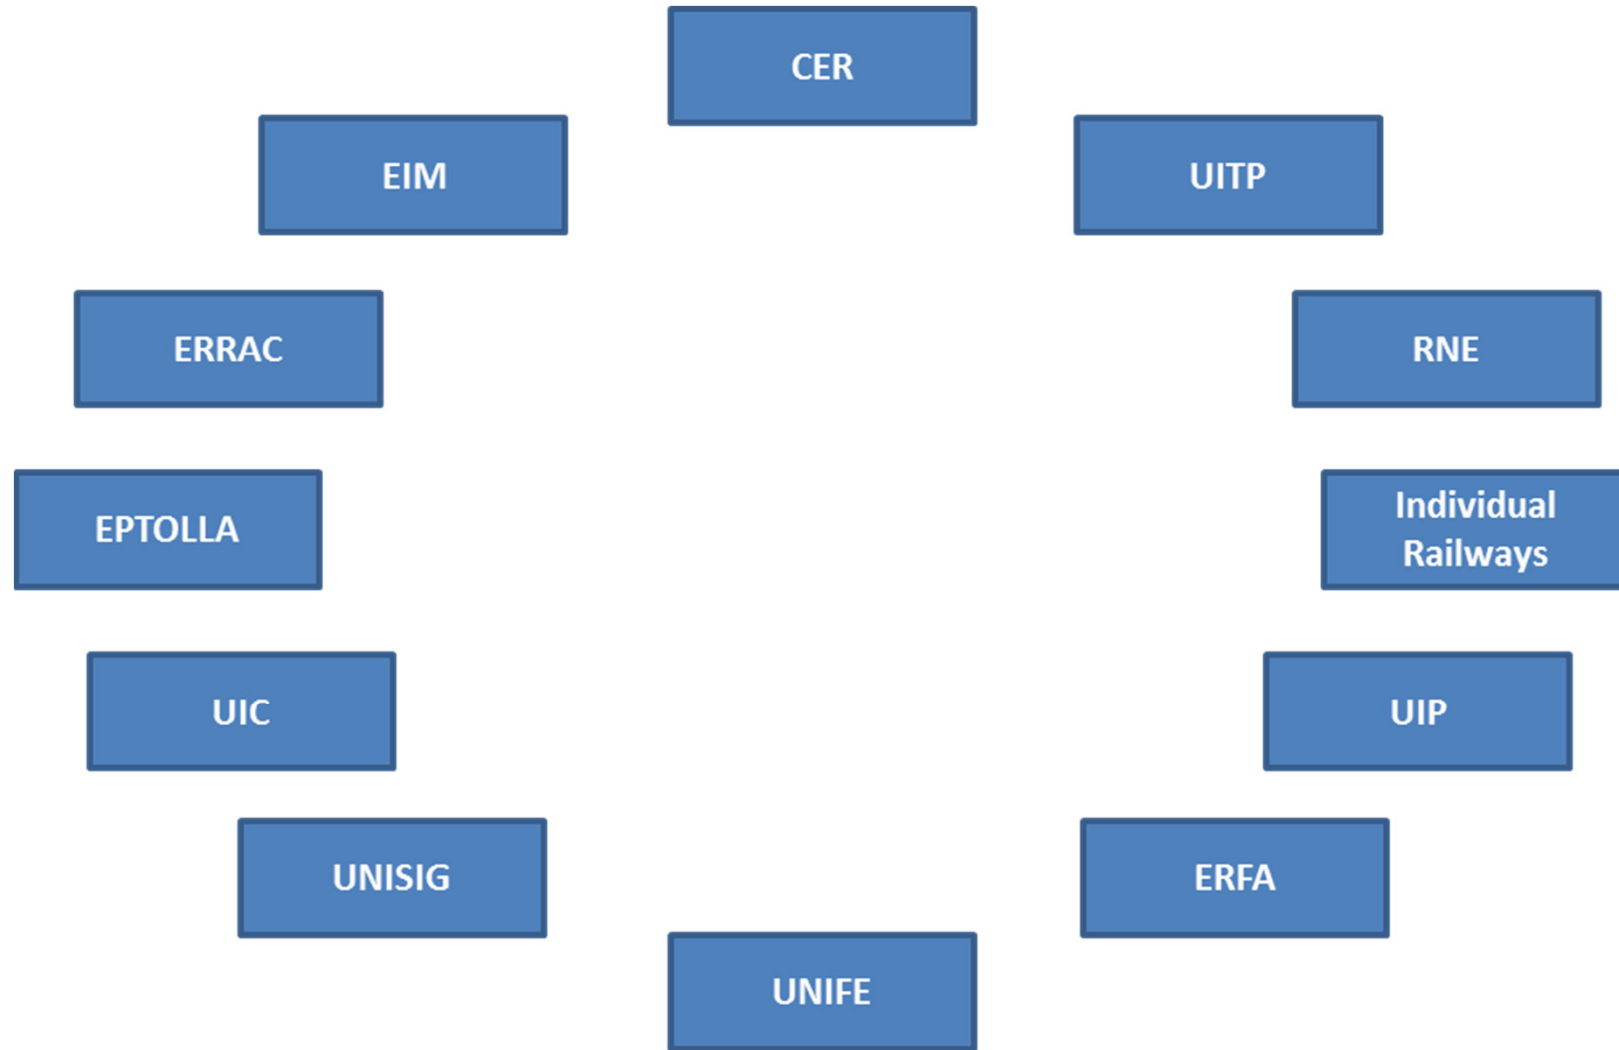 CER
EIM
UITP
ERRAC
RNE
EPTOLLA
Individual
Railways
UIC
UIP
UNISIG
ERFA
UNIFE